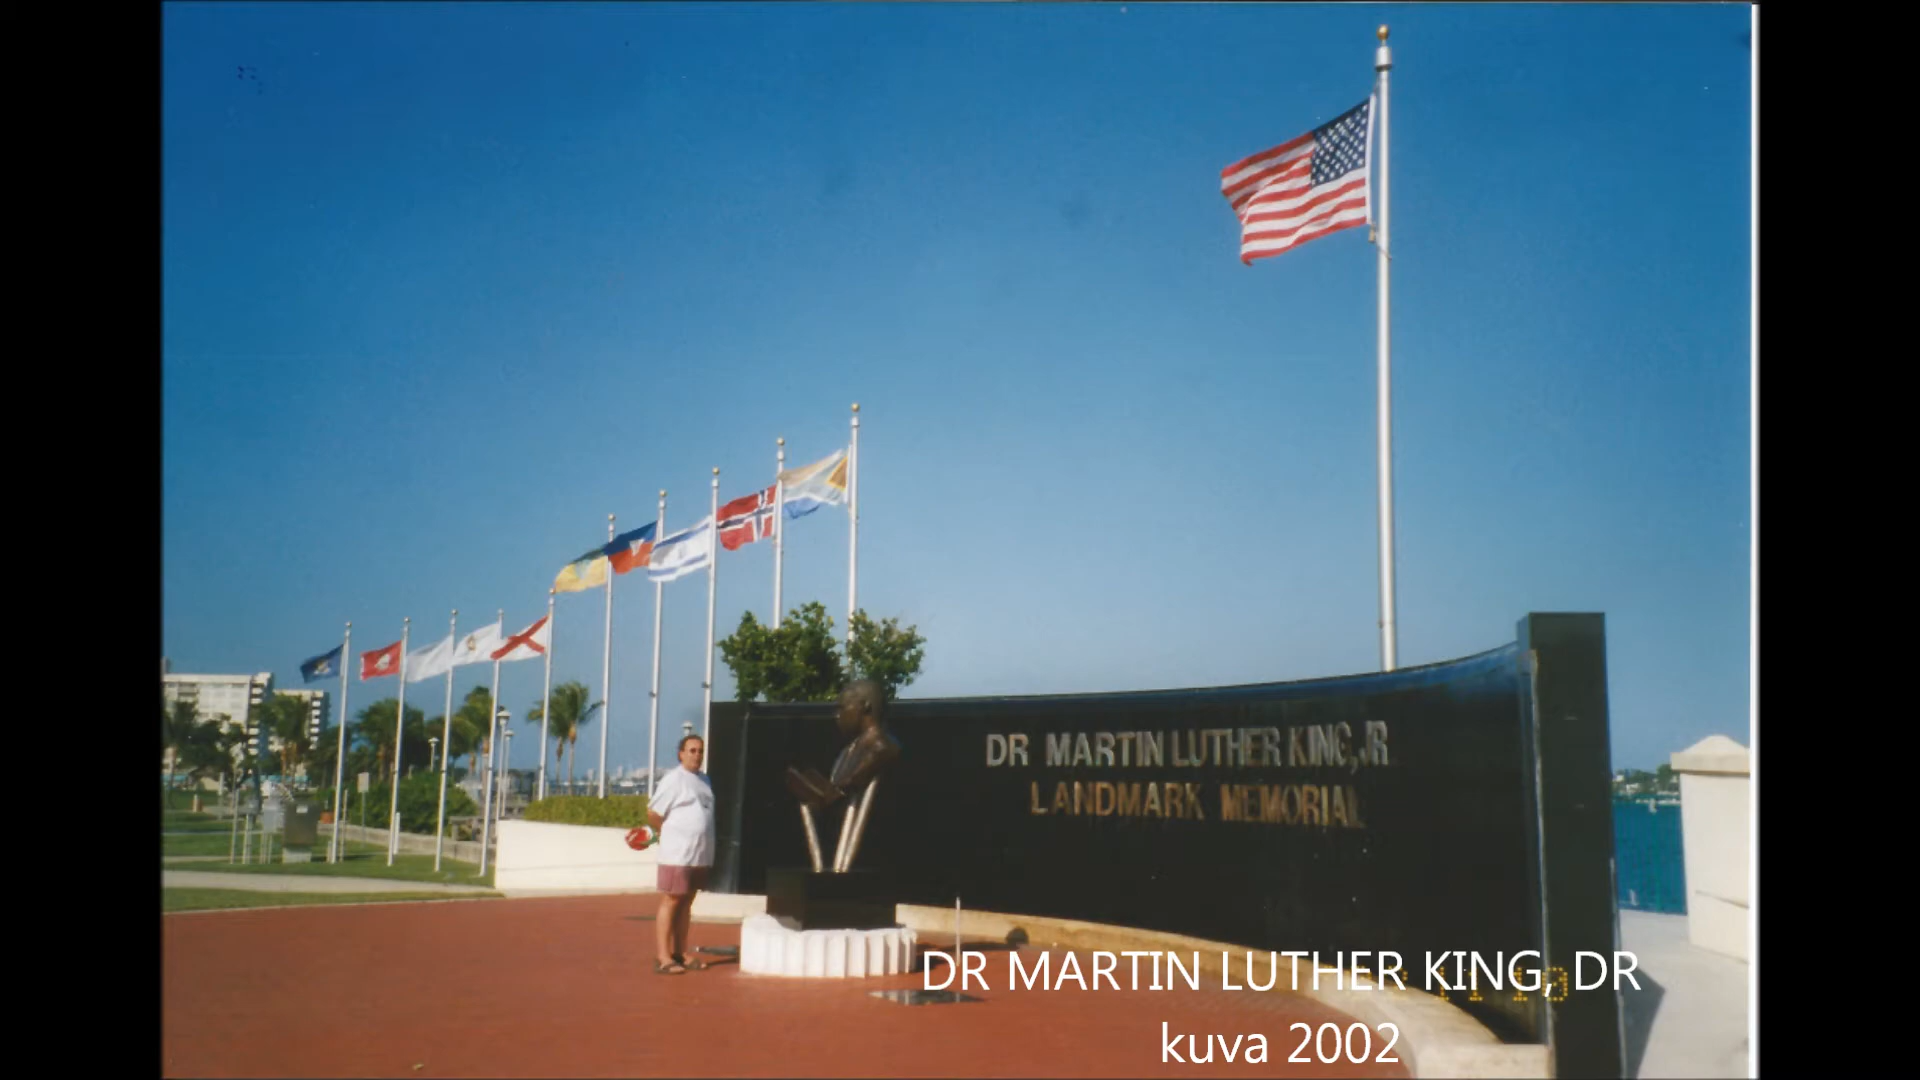 DR MARTIN LUTHER KING, JR
LANDMARK MEMORIAL
DR MARTIN LUTHER KING, DR
kuva 2002